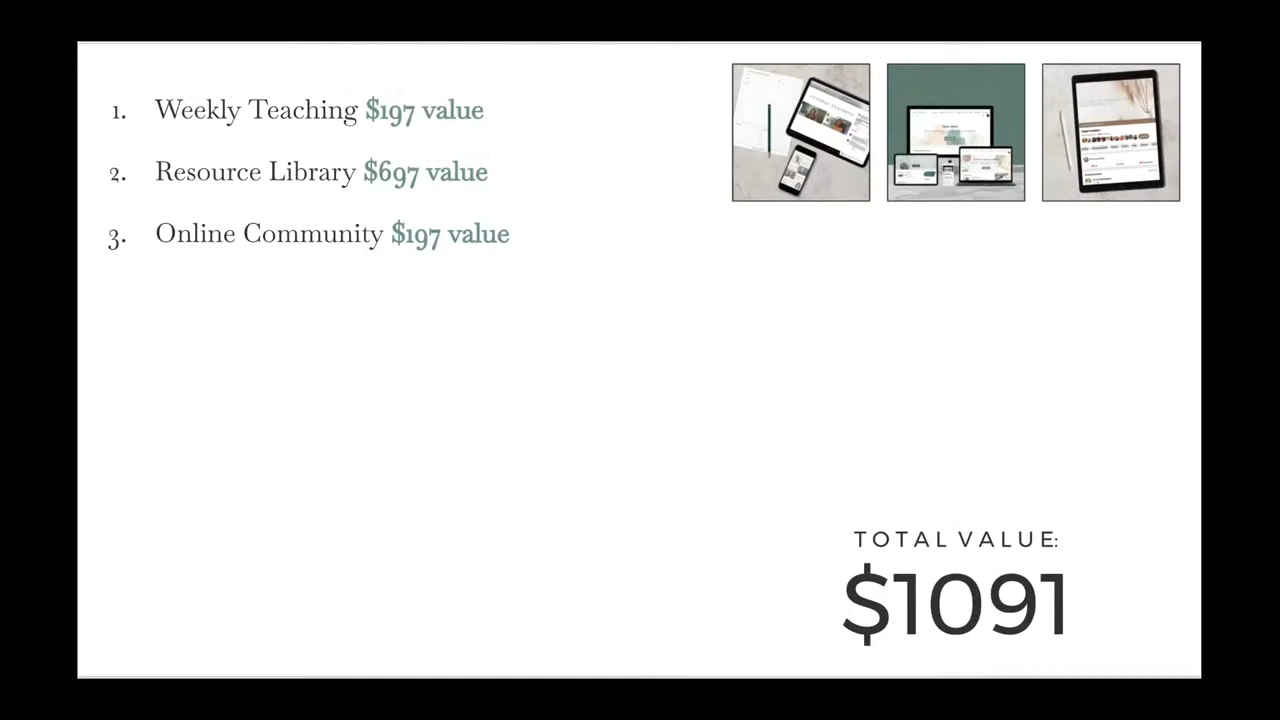 1. Weekly Teaching $197 value
2. Resource Library $697 value
3. Online Community $197 value
TOTAL VALUE:
$1091